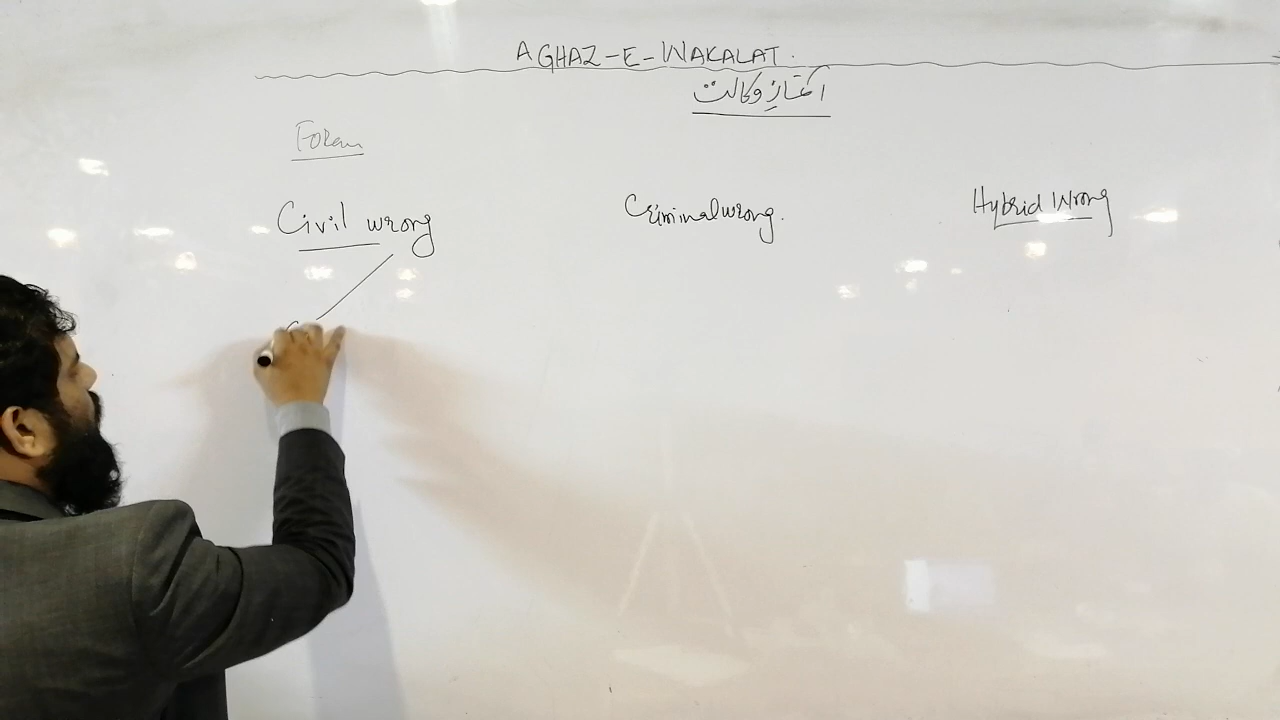 AGHAZ-E-WAKALAT.
آغازِ وکالت
Forum
Civil wrong
Criminal wrong.
Hybrid Wrong